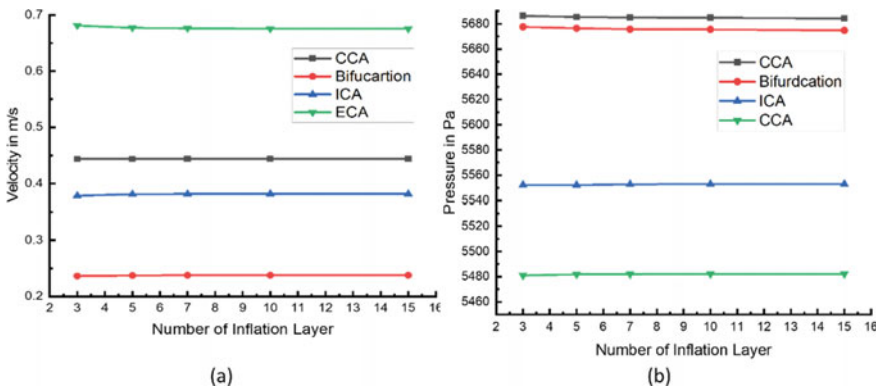 0.7
0.6
0.5
0.4
0.3
0.2
Velocity in m/s
CCA
Bifucartion
ICA
ECA
2 3 4 5 6 7 8 9 10 11 12 13 14 15 16
Number of Inflation Layer
(a)
5680
5660
5640
5620
5600
5580
5560
5540
5520
5500
5480
5460
Pressure in Pa
CCA
Bifurdcation
ICA
CCA
2 3 4 5 6 7 8 9 10 11 12 13 14 15 16
Number of Inflation Layer
(b)